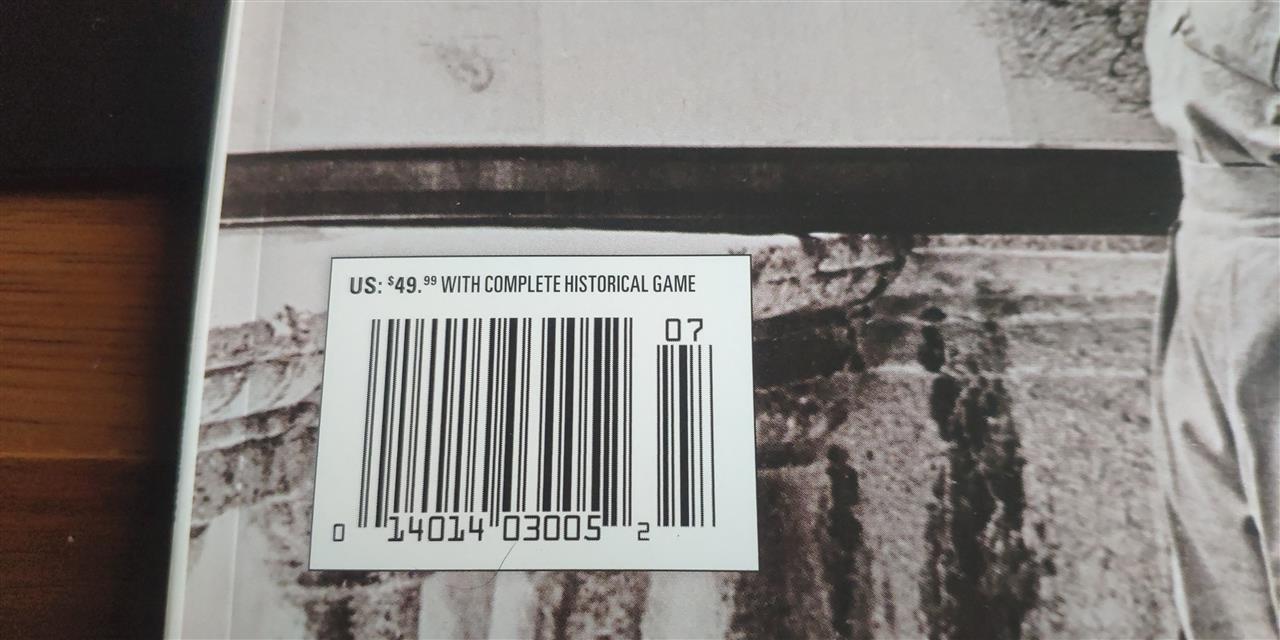 US: $49.99 WITH COMPLETE HISTORICAL GAME
07
0 14014 03005 2